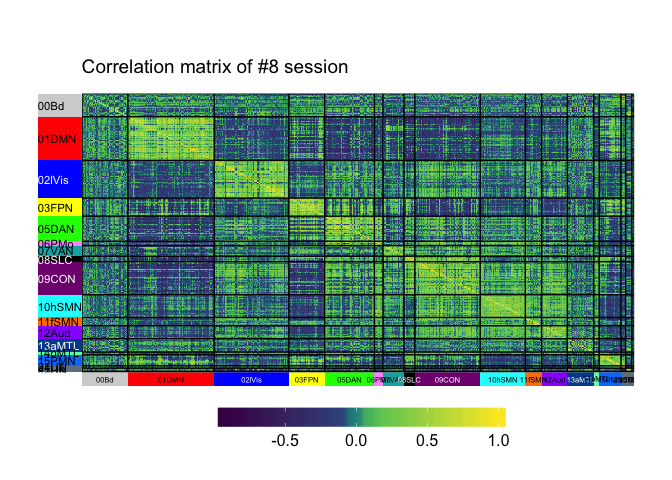 Correlation matrix of #8 session
00Bd
01DMN
02lVis
03FPN
05DAN
07VAN
08SLC
09CON
10hSMN
11fSMN
12Aud
13aMTL
15PMN
00Bd 01DMN 02lVis 03FPN 05DAN 08SLC 09CON 10hSMN 11fSMN 12Aud
-0.5 0.0 0.5 1.0